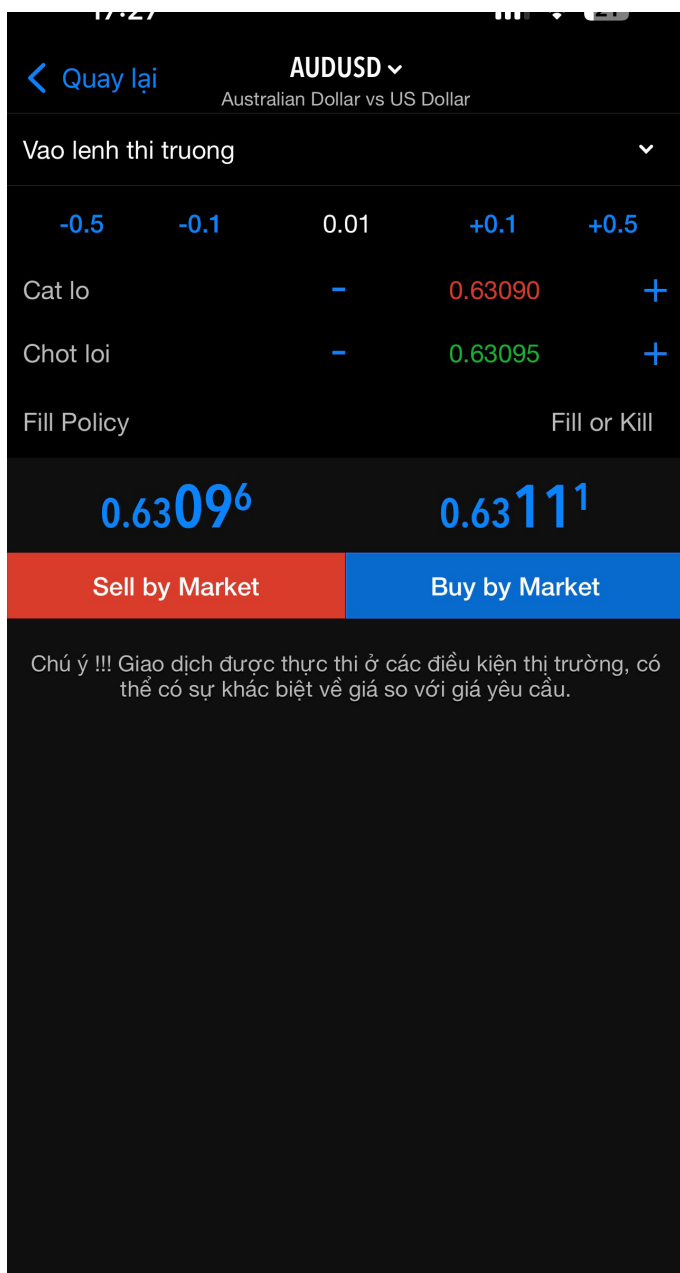 Quay lại
AUDUSD
Australian Dollar vs US Dollar
Vao lenh thi truong
-0.5 -0.1 0.01 +0.1 +0.5
Cat lo - 0.63090 +
Chot loi - 0.63095 +
Fill Policy Fill or Kill
0.63096 0.63111
Sell by Market Buy by Market
Chú ý !!! Giao dịch được thực thi ở các điều kiện thị trường, có
thể có sự khác biệt về giá so với giá yêu cầu.